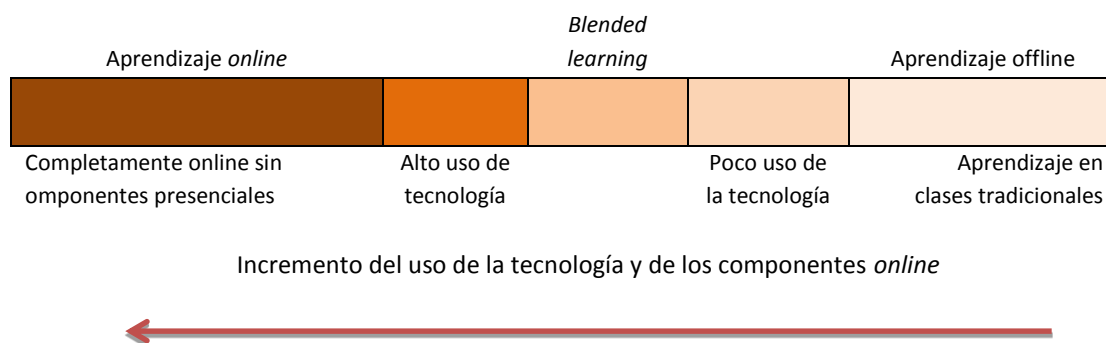 Blended
Aprendizaje online
learning
Aprendizaje offline
Completamente online sin
omponentes presenciales
Alto uso de
tecnología
Poco uso de
la tecnología
Aprendizaje en
clases tradicionales
Incremento del uso de la tecnología y de los componentes online